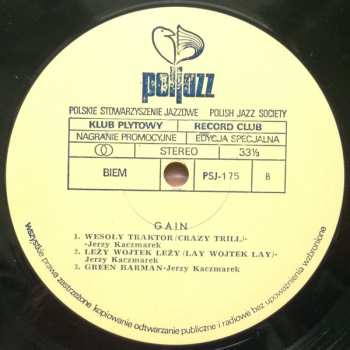 poljazz
POLSKIE STOWARZYSZENIE JAZZOWE POLISH JAZZ SOCIETY
KLUB PŁYTOWY RECORD CLUB
NAGRANIE PROMOCYJNE EDYCJA SPECJALNA
STEREO 33⅓
BIEM PSJ-175 B
GAIN
1. WESOŁY TRAKTOR (CRAZY TRILL)-
-Jerzy Kaczmarek
2. LEŻY WOJTEK LEŻY (LAY WOJTEK LAY)-
-Jerzy Kaczmarek
3. GREEN BARMAN-Jerzy Kaczmarek
Wszystkie prawa zastrzeżone kopiowanie odtwarzanie publiczne i radiowe bez upoważnienia wzbronione